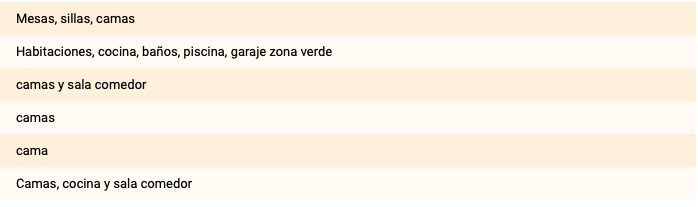 Mesas, sillas, camas
Habitaciones, cocina, baños, piscina, garaje zona verde
camas y sala comedor
camas
cama
Camas, cocina y sala comedor